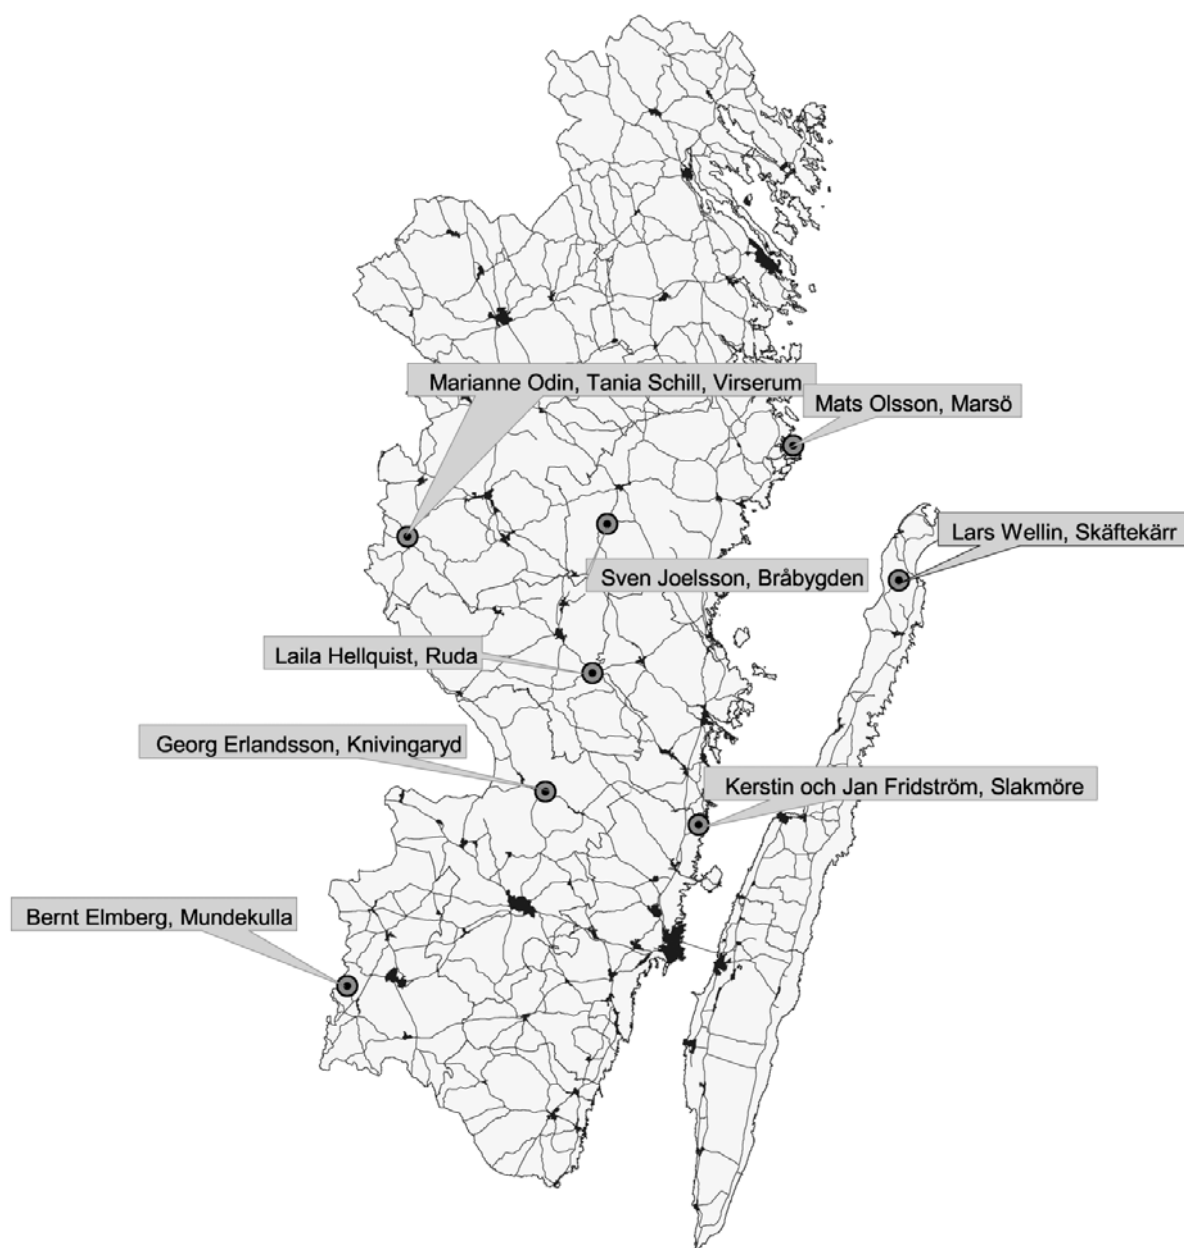 Marianne Odin, Tania Schill, Virserum
Mats Olsson, Marsö
Lars Wellin, Skäftekärr
Sven Joelsson, Bråbygden
Laila Hellquist, Ruda
Georg Erlandsson, Knivingaryd
Kerstin och Jan Fridström, Slakmöre
Bernt Elmberg, Mundekulla